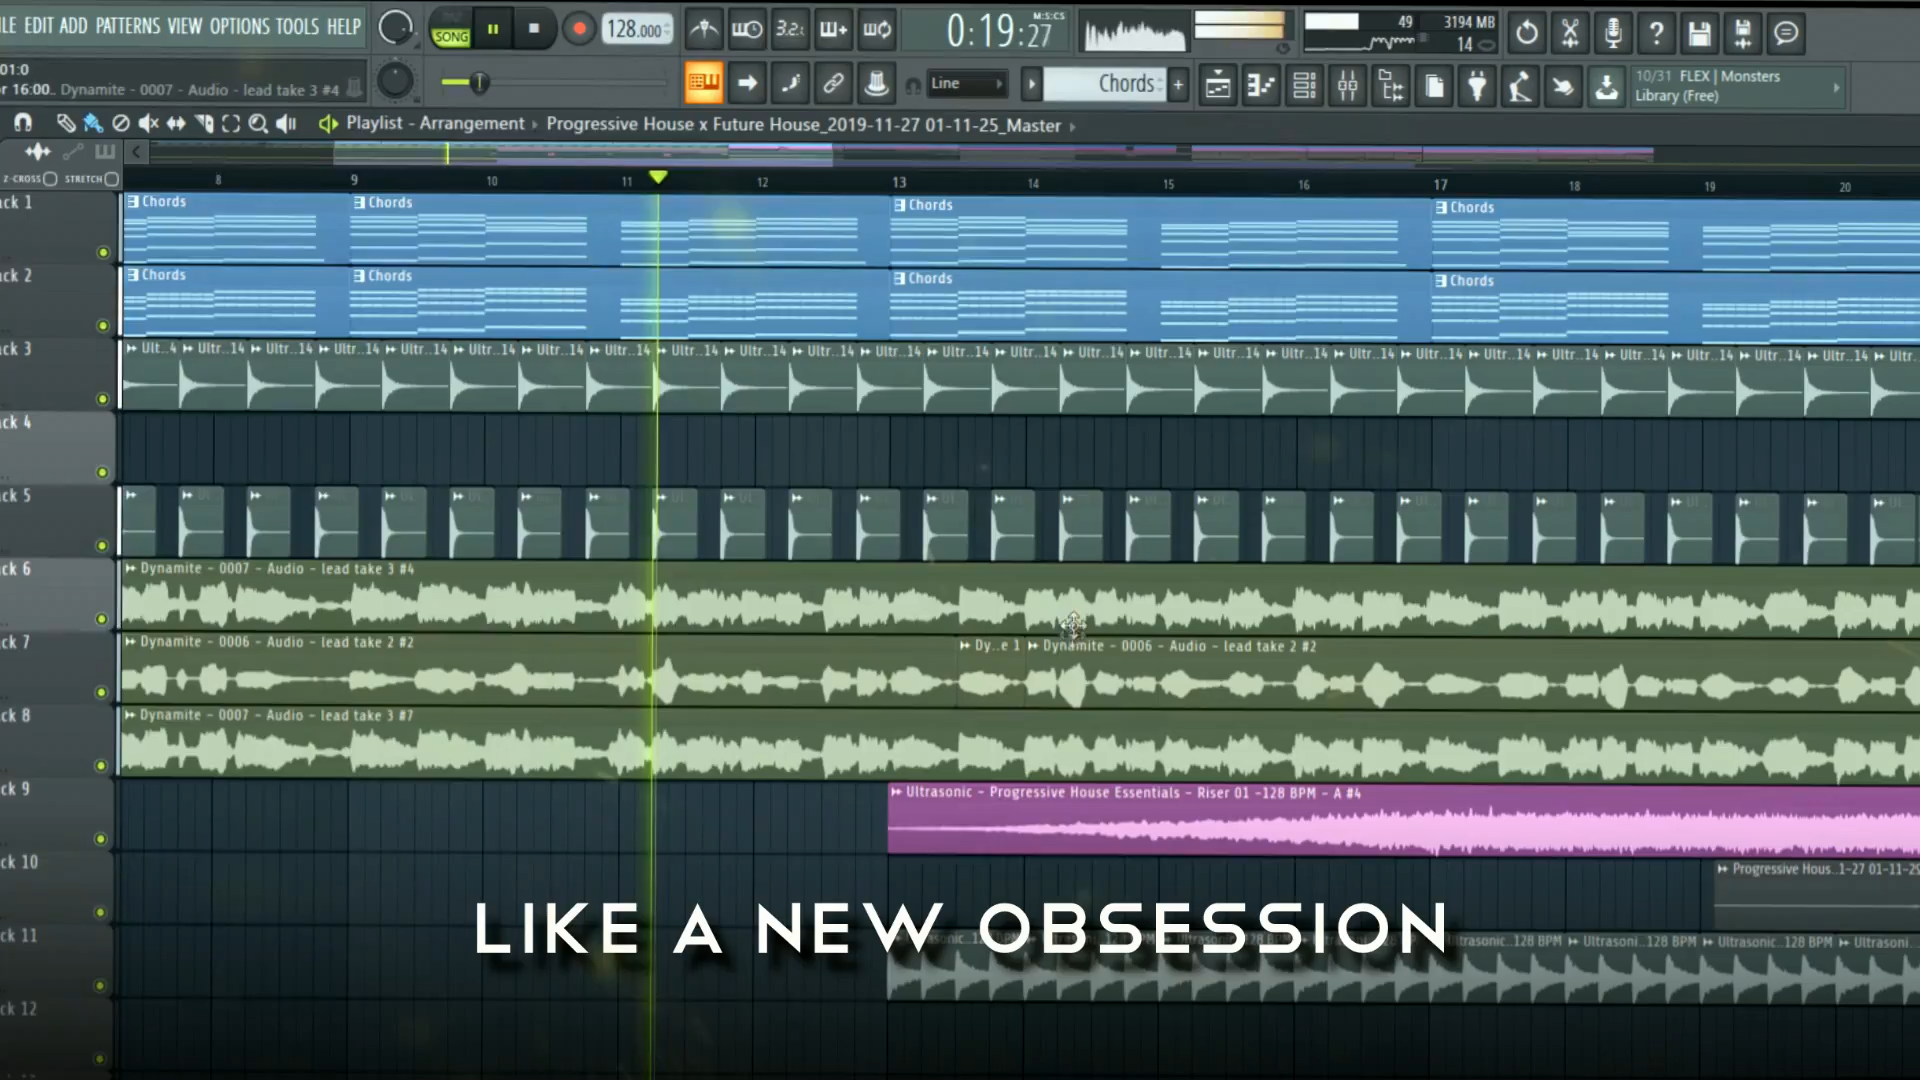 LE EDIT ADD PATTERNS VIEW OPTIONS TOOLS HELP
SONG
128.000
3.2
0:19:27
M:S:CS
49
3194 MB
14
01:0
or 16:00.. Dynamite - 0007 - Audio - lead take 3 #4
Line
Chords
10/31 FLEX | Monsters
Library (Free)
Playlist - Arrangement
Progressive House x Future House_2019-11-27 01-11-25_Master
Z-CROSS
STRETCH
8 9 10 11 12 13 14 15 16 17 18 19 20
ck 1
Chords Chords Chords Chords
ck 2
Chords Chords Chords Chords
ck 3
Ult..4 Ultr..14 Ultr..14 Ultr..14 Ultr..14 Ultr..14 Ultr..14 Ultr..14 Ultr..14 Ultr..14 Ultr..14 Ultr..14 Ultr..14 Ultr..14 Ultr..14 Ultr..14 Ultr..14 Ultr..14 Ultr..14 Ultr..14 Ultr..14 Ultr..14 Ultr..14 Ultr..14 Ultr..14 Ultr..14 Ultr.
ck 4
ck 5
ck 6
Dynamite - 0007 - Audio - lead take 3 #4
ck 7
Dynamite - 0006 - Audio - lead take 2 #2
Dy..e 1
Dynamite - 0006 - Audio - lead take 2 #2
ck 8
Dynamite - 0007 - Audio - lead take 3 #7
ck 9
Ultrasonic - Progressive House Essentials - Riser 01 -128 BPM - A #4
ck 10
Progressive Hous..1-27 01-11-25
LIKE A NEW OBSESSION
ck 11
ltrasonic..128 BPM Ultrasoni..128 BPM Ultrasonic..128 BPM Ultrasoni
ck 12